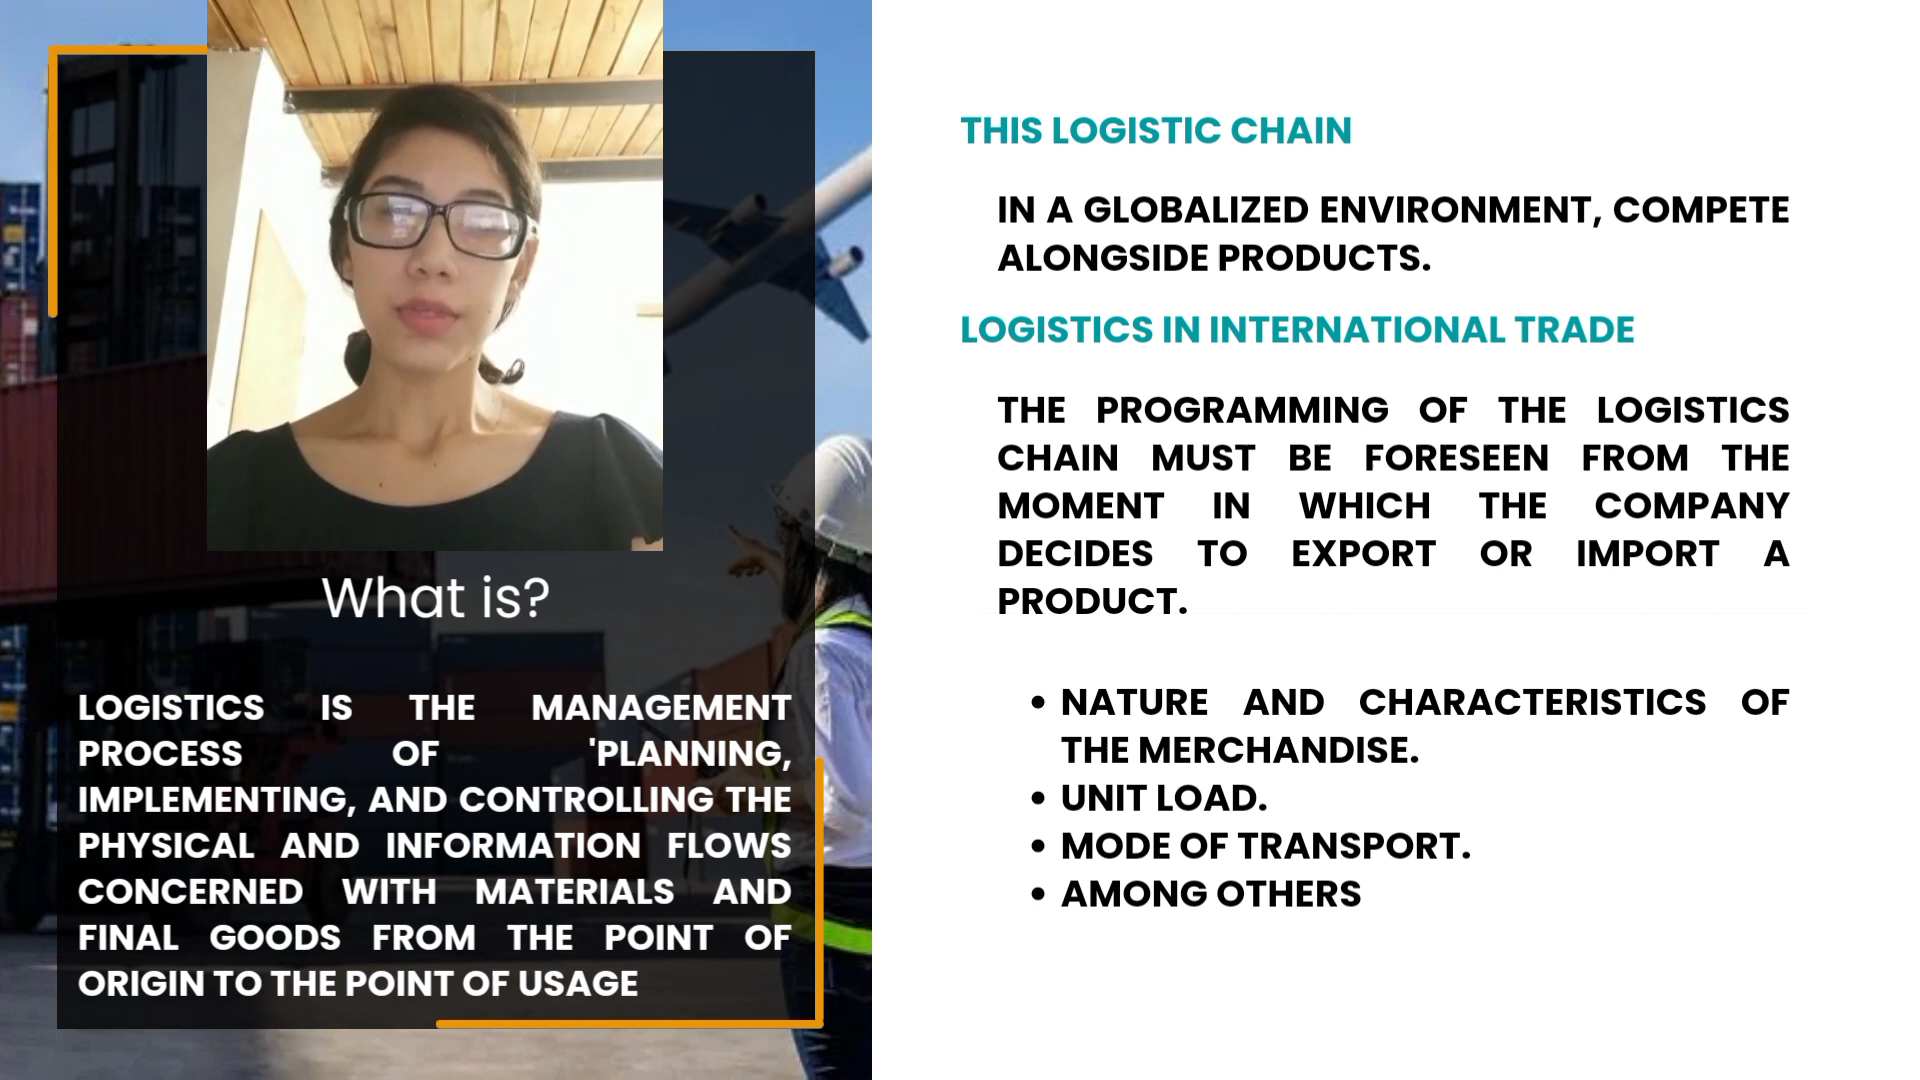 What is?
LOGISTICS IS THE MANAGEMENT
PROCESS OF 'PLANNING,
IMPLEMENTING, AND CONTROLLING THE
PHYSICAL AND INFORMATION FLOWS
CONCERNED WITH MATERIALS AND
FINAL GOODS FROM THE POINT OF
ORIGIN TO THE POINT OF USAGE
THIS LOGISTIC CHAIN
IN A GLOBALIZED ENVIRONMENT, COMPETE
ALONGSIDE PRODUCTS.
LOGISTICS IN INTERNATIONAL TRADE
THE PROGRAMMING OF THE LOGISTICS
CHAIN MUST BE FORESEEN FROM THE
MOMENT IN WHICH THE COMPANY
DECIDES TO EXPORT OR IMPORT A
PRODUCT.
• NATURE AND CHARACTERISTICS OF
THE MERCHANDISE.
• UNIT LOAD.
• MODE OF TRANSPORT.
• AMONG OTHERS